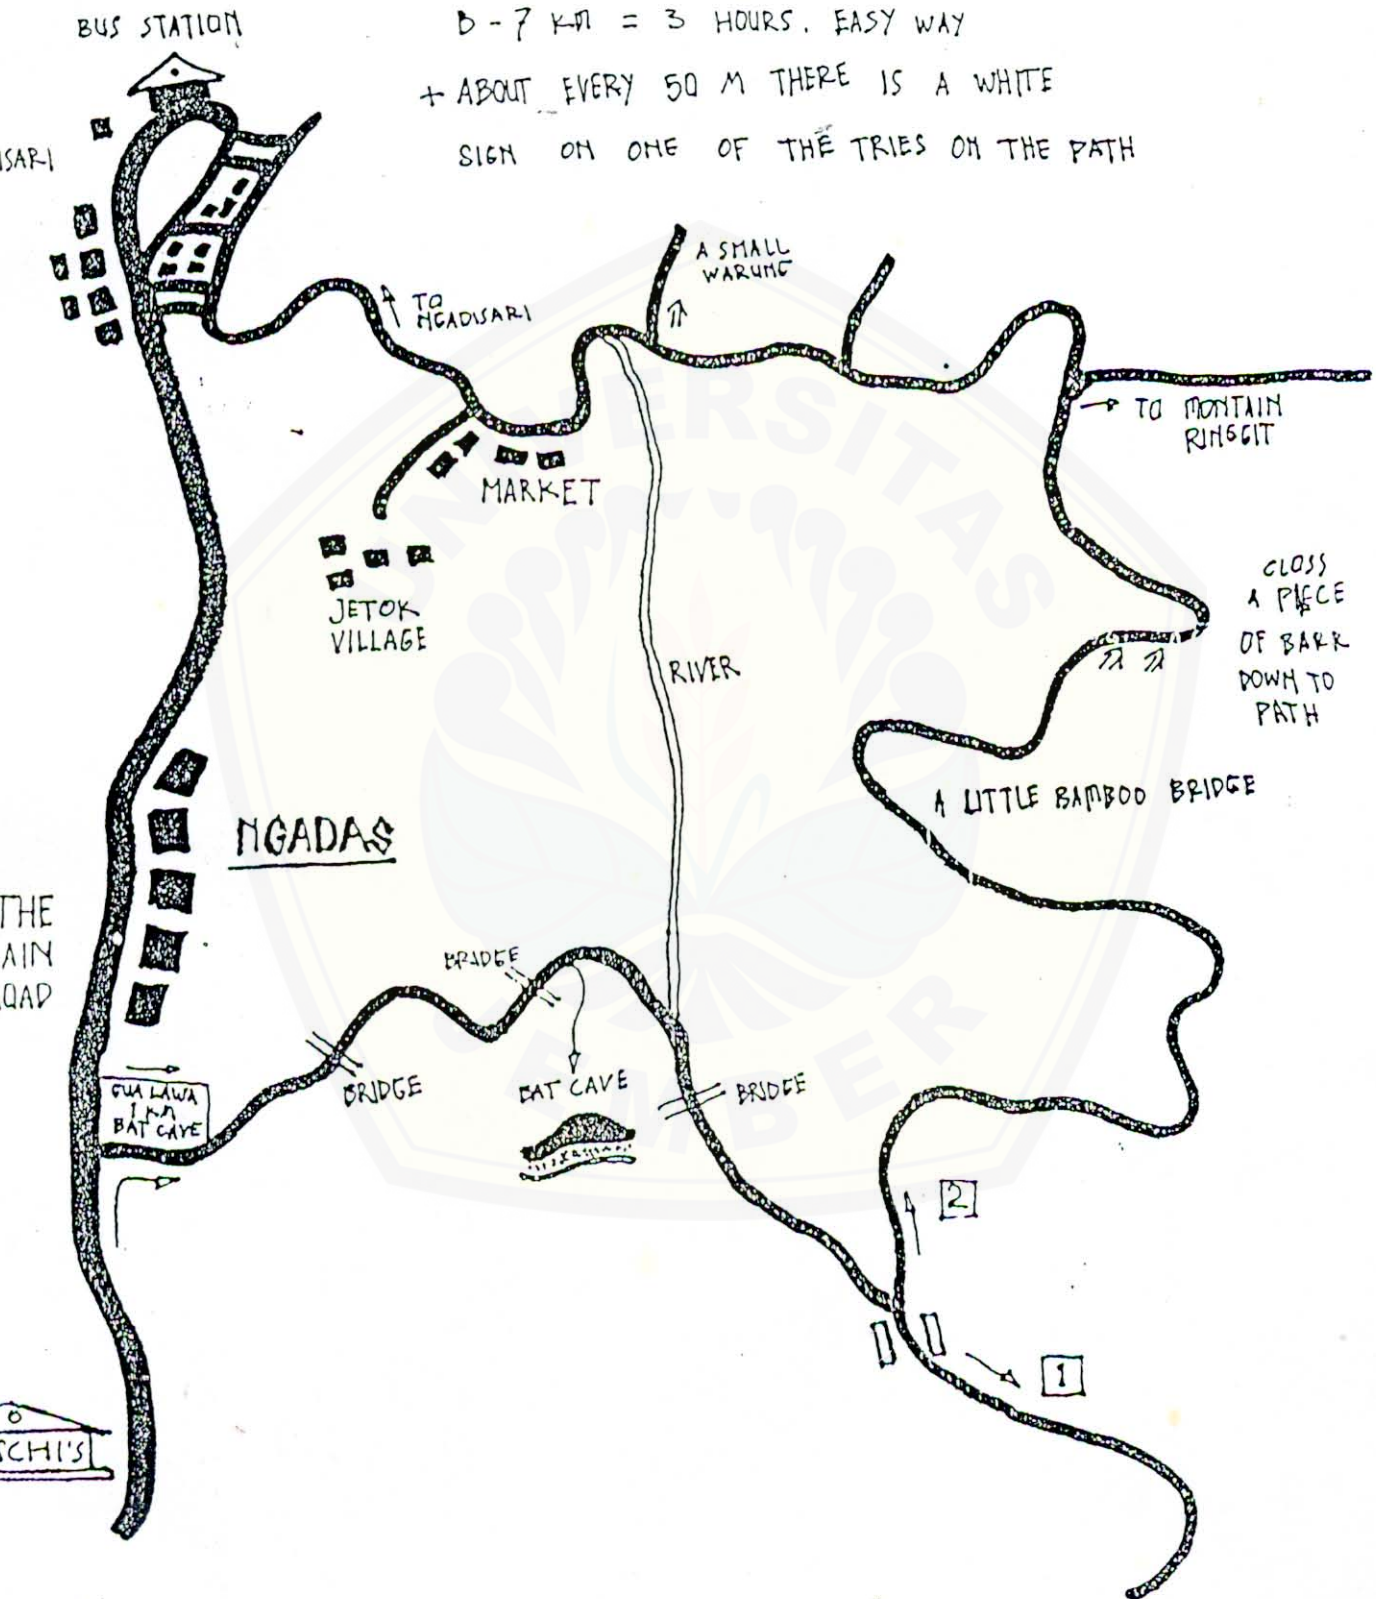 BUS STATION
B - 7 KM = 3 HOURS. EASY WAY
+ ABOUT EVERY 50 M THERE IS A WHITE
SIGN ON ONE OF THE TRIES ON THE PATH
ISARI
A SMALL
WARUNG
TO
NGADISARI
TO MONTAIN
RINGGIT
MARKET
JETOK
VILLAGE
CLOSS
A PIECE
OF BARK
DOWN TO
PATH
RIVER
A LITTLE BAMBOO BRIDGE
NGADAS
THE
AIN
OAD
BRIDGE
GUA LAWA
1 KM
BAT CAVE
BRIDGE
BAT CAVE
BRIDGE
2
1
CHI'S
UNIVERSITAS
JEMBER